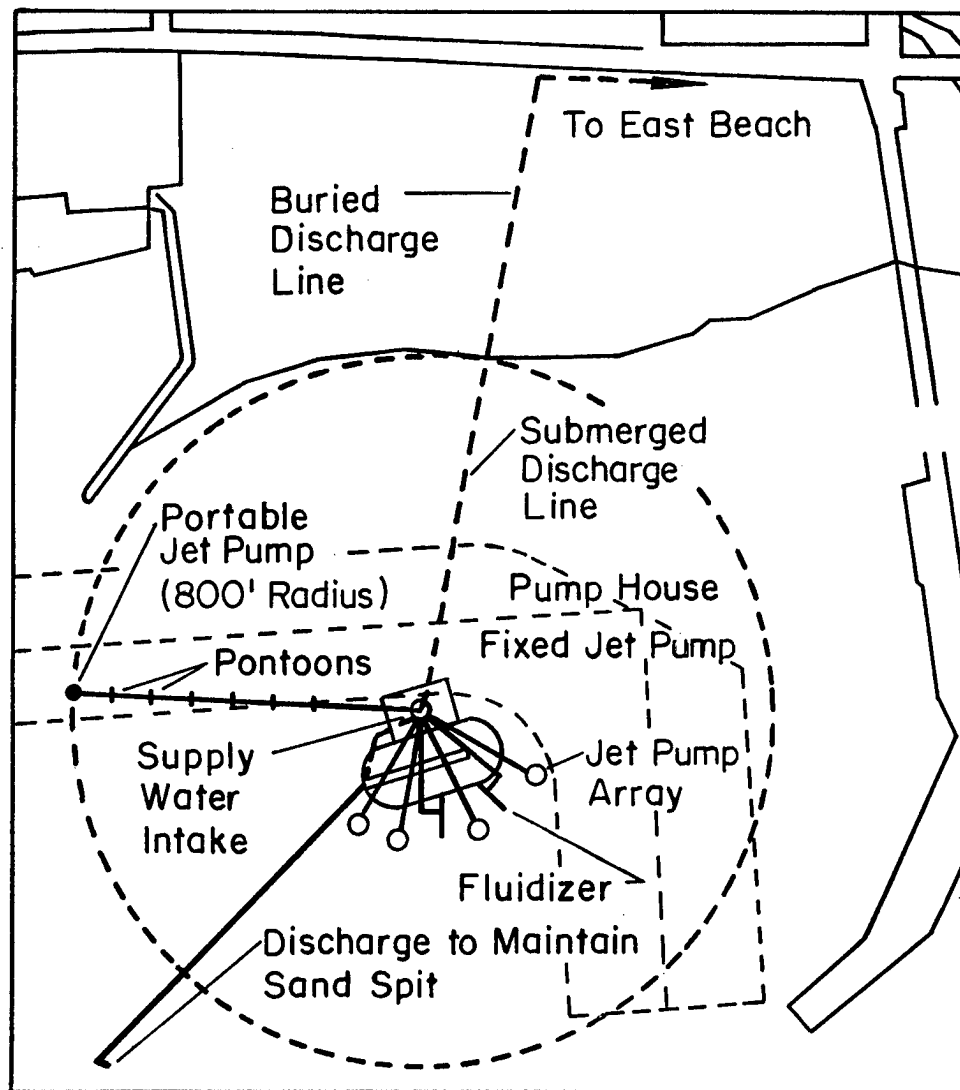 To East Beach
Buried
Discharge
Line
Submerged
Discharge
Line
Portable
Jet Pump
(800' Radius)
Pump House
Fixed Jet Pump
Pontoons
Supply
Water
Intake
Jet Pump
Array
Fluidizer
Discharge to Maintain
Sand Spit